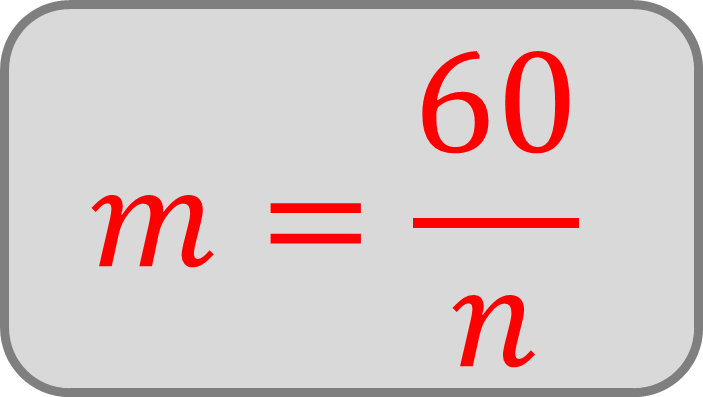 m = 60/n